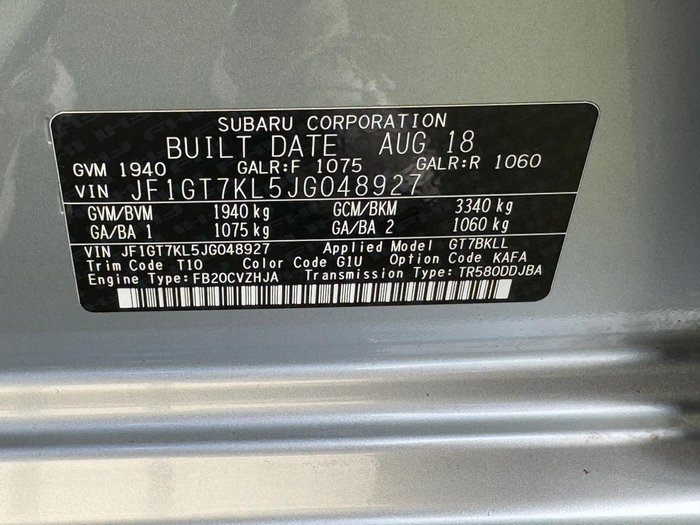 SUBARU CORPORATION
BUILT DATE AUG 18
GVM 1940 GALR:F 1075 GALR:R 1060
VIN JF1GT7KL5JG048927
GVM/BVM 1940 kg GCM/BKM 3340 kg
GA/BA 1 1075 kg GA/BA 2 1060 kg
VIN JF1GT7KL5JG048927 Applied Model GT7BKLL
Trim Code T10 Color Code G1U Option Code KAFA
Engine Type: FB20CVZHJA Transmission Type: TR580DDJBA